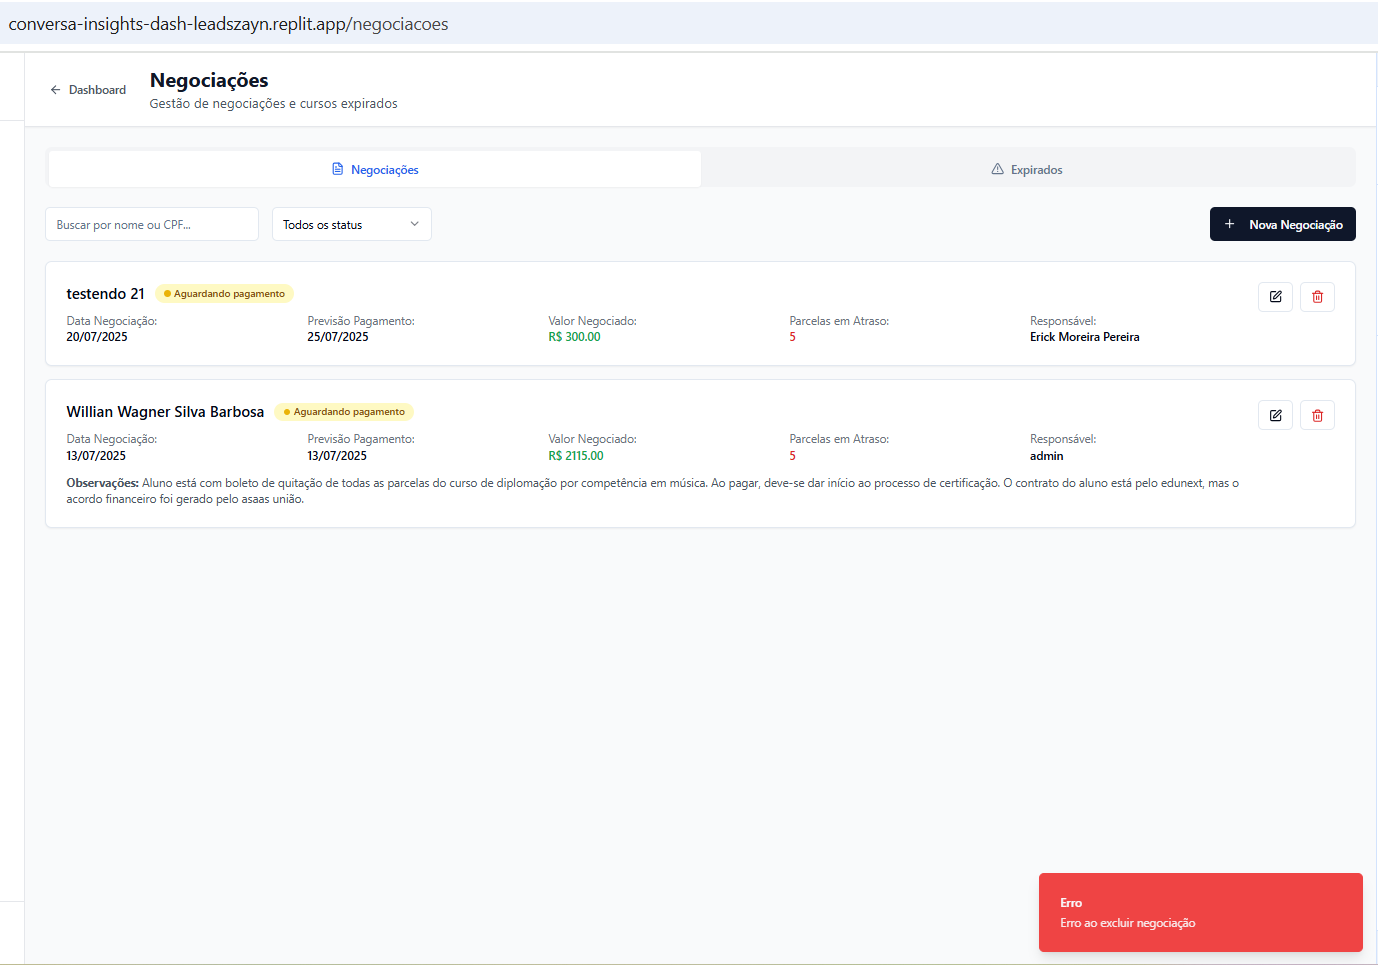 conversa-insights-dash-leadszayn.replit.app/negociacoes
Dashboard
Negociações
Gestão de negociações e cursos expirados
Negociações
Expirados
Buscar por nome ou CPF...
Todos os status
Nova Negociação
testendo 21
Aguardando pagamento
Data Negociação:
Previsão Pagamento:
Valor Negociado:
Parcelas em Atraso:
Responsável:
20/07/2025
25/07/2025
R$ 300.00
5
Erick Moreira Pereira
Willian Wagner Silva Barbosa
Aguardando pagamento
Data Negociação:
Previsão Pagamento:
Valor Negociado:
Parcelas em Atraso:
Responsável:
13/07/2025
13/07/2025
R$ 2115.00
5
admin
Observações: Aluno está com boleto de quitação de todas as parcelas do curso de diplomação por competência em música. Ao pagar, deve-se dar início ao processo de certificação. O contrato do aluno está pelo edunext, mas o
acordo financeiro foi gerado pelo asaas união.
Erro
Erro ao excluir negociação